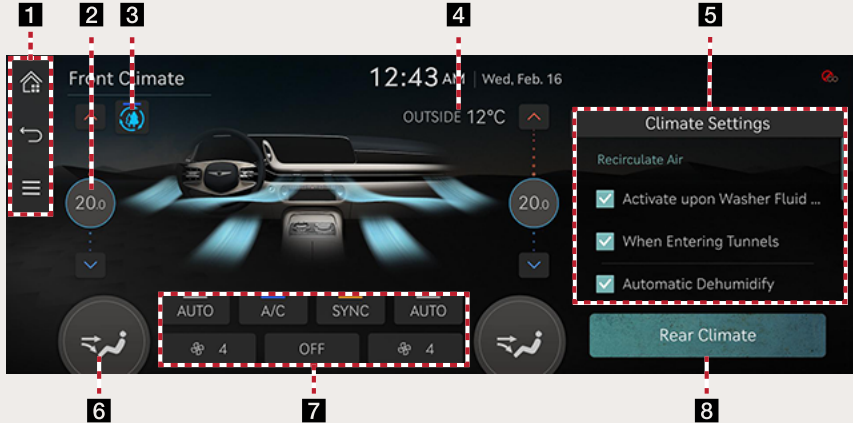 1 2 3 4 5
Front Climate 12:43 AM Wed, Feb. 16
OUTSIDE 12°C
Climate Settings
Recirculate Air
20.0 20.0
Activate upon Washer Fluid ...
When Entering Tunnels
Automatic Dehumidify
AUTO A/C SYNC AUTO
4 OFF 4
Rear Climate
6 7 8